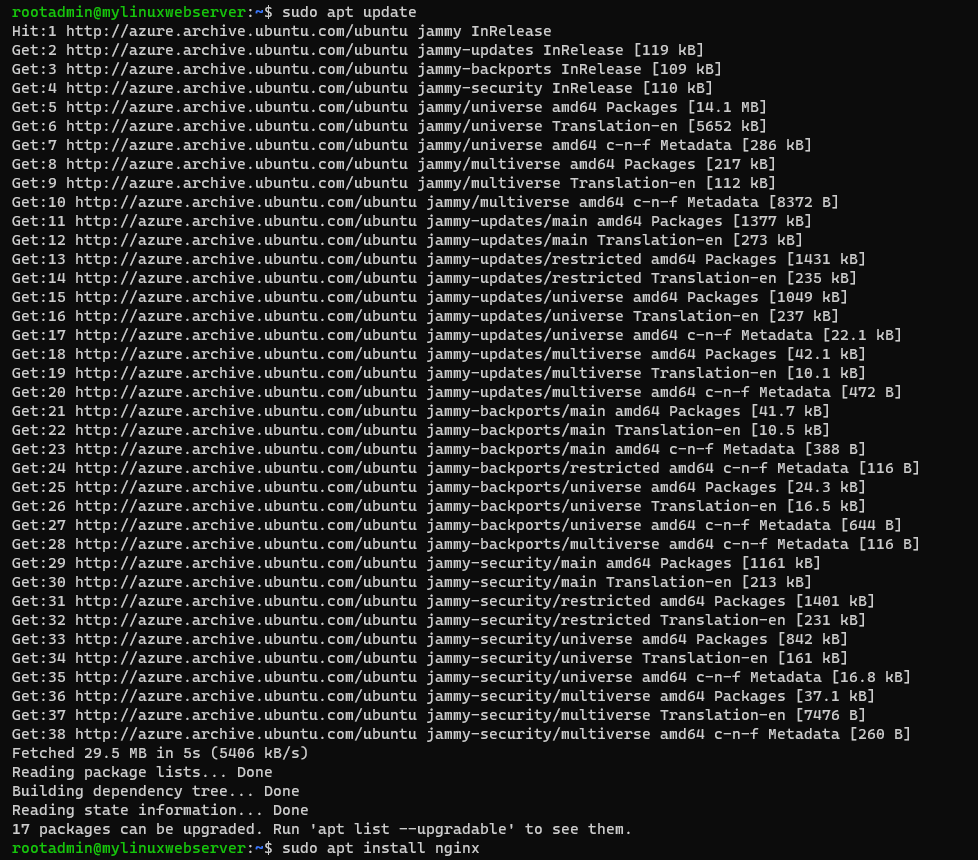 rootadmin@mylinuxwebserver:~$ sudo apt update
Hit:1 http://azure.archive.ubuntu.com/ubuntu jammy InRelease
Get:2 http://azure.archive.ubuntu.com/ubuntu jammy-updates InRelease [119 kB]
Get:3 http://azure.archive.ubuntu.com/ubuntu jammy-backports InRelease [109 kB]
Get:4 http://azure.archive.ubuntu.com/ubuntu jammy-security InRelease [110 kB]
Get:5 http://azure.archive.ubuntu.com/ubuntu jammy/universe amd64 Packages [14.1 MB]
Get:6 http://azure.archive.ubuntu.com/ubuntu jammy/universe Translation-en [5652 kB]
Get:7 http://azure.archive.ubuntu.com/ubuntu jammy/universe amd64 c-n-f Metadata [286 kB]
Get:8 http://azure.archive.ubuntu.com/ubuntu jammy/multiverse amd64 Packages [217 kB]
Get:9 http://azure.archive.ubuntu.com/ubuntu jammy/multiverse Translation-en [112 kB]
Get:10 http://azure.archive.ubuntu.com/ubuntu jammy/multiverse amd64 c-n-f Metadata [8372 B]
Get:11 http://azure.archive.ubuntu.com/ubuntu jammy-updates/main amd64 Packages [1377 kB]
Get:12 http://azure.archive.ubuntu.com/ubuntu jammy-updates/main Translation-en [273 kB]
Get:13 http://azure.archive.ubuntu.com/ubuntu jammy-updates/restricted amd64 Packages [1431 kB]
Get:14 http://azure.archive.ubuntu.com/ubuntu jammy-updates/restricted Translation-en [235 kB]
Get:15 http://azure.archive.ubuntu.com/ubuntu jammy-updates/universe amd64 Packages [1049 kB]
Get:16 http://azure.archive.ubuntu.com/ubuntu jammy-updates/universe Translation-en [237 kB]
Get:17 http://azure.archive.ubuntu.com/ubuntu jammy-updates/universe amd64 c-n-f Metadata [22.1 kB]
Get:18 http://azure.archive.ubuntu.com/ubuntu jammy-updates/multiverse amd64 Packages [42.1 kB]
Get:19 http://azure.archive.ubuntu.com/ubuntu jammy-updates/multiverse Translation-en [10.1 kB]
Get:20 http://azure.archive.ubuntu.com/ubuntu jammy-updates/multiverse amd64 c-n-f Metadata [472 B]
Get:21 http://azure.archive.ubuntu.com/ubuntu jammy-backports/main amd64 Packages [41.7 kB]
Get:22 http://azure.archive.ubuntu.com/ubuntu jammy-backports/main Translation-en [10.5 kB]
Get:23 http://azure.archive.ubuntu.com/ubuntu jammy-backports/main amd64 c-n-f Metadata [388 B]
Get:24 http://azure.archive.ubuntu.com/ubuntu jammy-backports/restricted amd64 c-n-f Metadata [116 B]
Get:25 http://azure.archive.ubuntu.com/ubuntu jammy-backports/universe amd64 Packages [24.3 kB]
Get:26 http://azure.archive.ubuntu.com/ubuntu jammy-backports/universe Translation-en [16.5 kB]
Get:27 http://azure.archive.ubuntu.com/ubuntu jammy-backports/universe amd64 c-n-f Metadata [644 B]
Get:28 http://azure.archive.ubuntu.com/ubuntu jammy-backports/multiverse amd64 c-n-f Metadata [116 B]
Get:29 http://azure.archive.ubuntu.com/ubuntu jammy-security/main amd64 Packages [1161 kB]
Get:30 http://azure.archive.ubuntu.com/ubuntu jammy-security/main Translation-en [213 kB]
Get:31 http://azure.archive.ubuntu.com/ubuntu jammy-security/restricted amd64 Packages [1401 kB]
Get:32 http://azure.archive.ubuntu.com/ubuntu jammy-security/restricted Translation-en [231 kB]
Get:33 http://azure.archive.ubuntu.com/ubuntu jammy-security/universe amd64 Packages [842 kB]
Get:34 http://azure.archive.ubuntu.com/ubuntu jammy-security/universe Translation-en [161 kB]
Get:35 http://azure.archive.ubuntu.com/ubuntu jammy-security/universe amd64 c-n-f Metadata [16.8 kB]
Get:36 http://azure.archive.ubuntu.com/ubuntu jammy-security/multiverse amd64 Packages [37.1 kB]
Get:37 http://azure.archive.ubuntu.com/ubuntu jammy-security/multiverse Translation-en [7476 B]
Get:38 http://azure.archive.ubuntu.com/ubuntu jammy-security/multiverse amd64 c-n-f Metadata [260 B]
Fetched 29.5 MB in 5s (5406 kB/s)
Reading package lists... Done
Building dependency tree... Done
Reading state information... Done
17 packages can be upgraded. Run 'apt list --upgradable' to see them.
rootadmin@mylinuxwebserver:~$ sudo apt install nginx